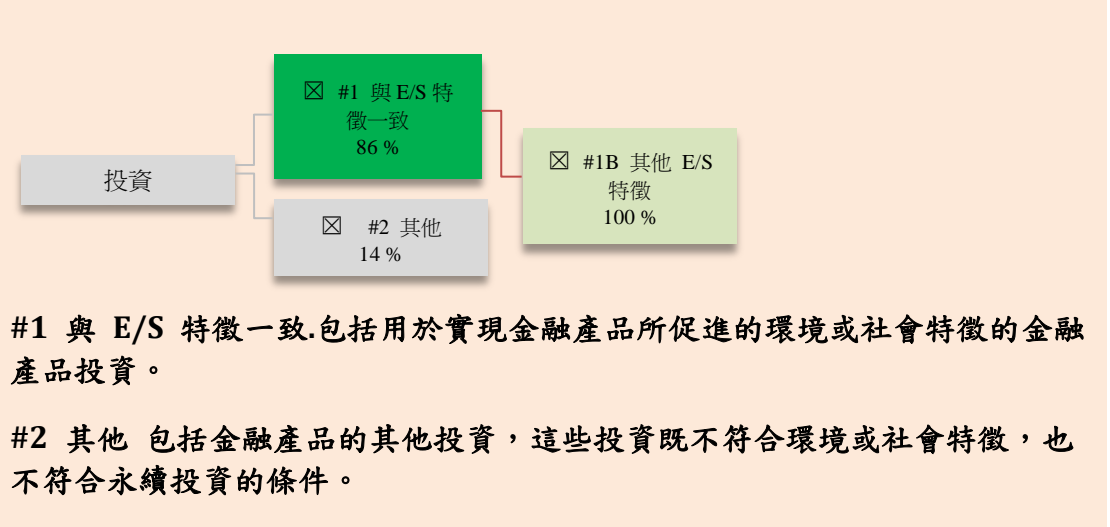 ☒ #1 與 E/S 特
徵一致
86 %
☒ #1B 其他 E/S
特徵
100 %
投資
☒ #2 其他
14 %
#1 與 E/S 特徵一致.包括用於實現金融產品所促進的環境或社會特徵的金融
產品投資。
#2 其他 包括金融產品的其他投資，這些投資既不符合環境或社會特徵，也
不符合永續投資的條件。